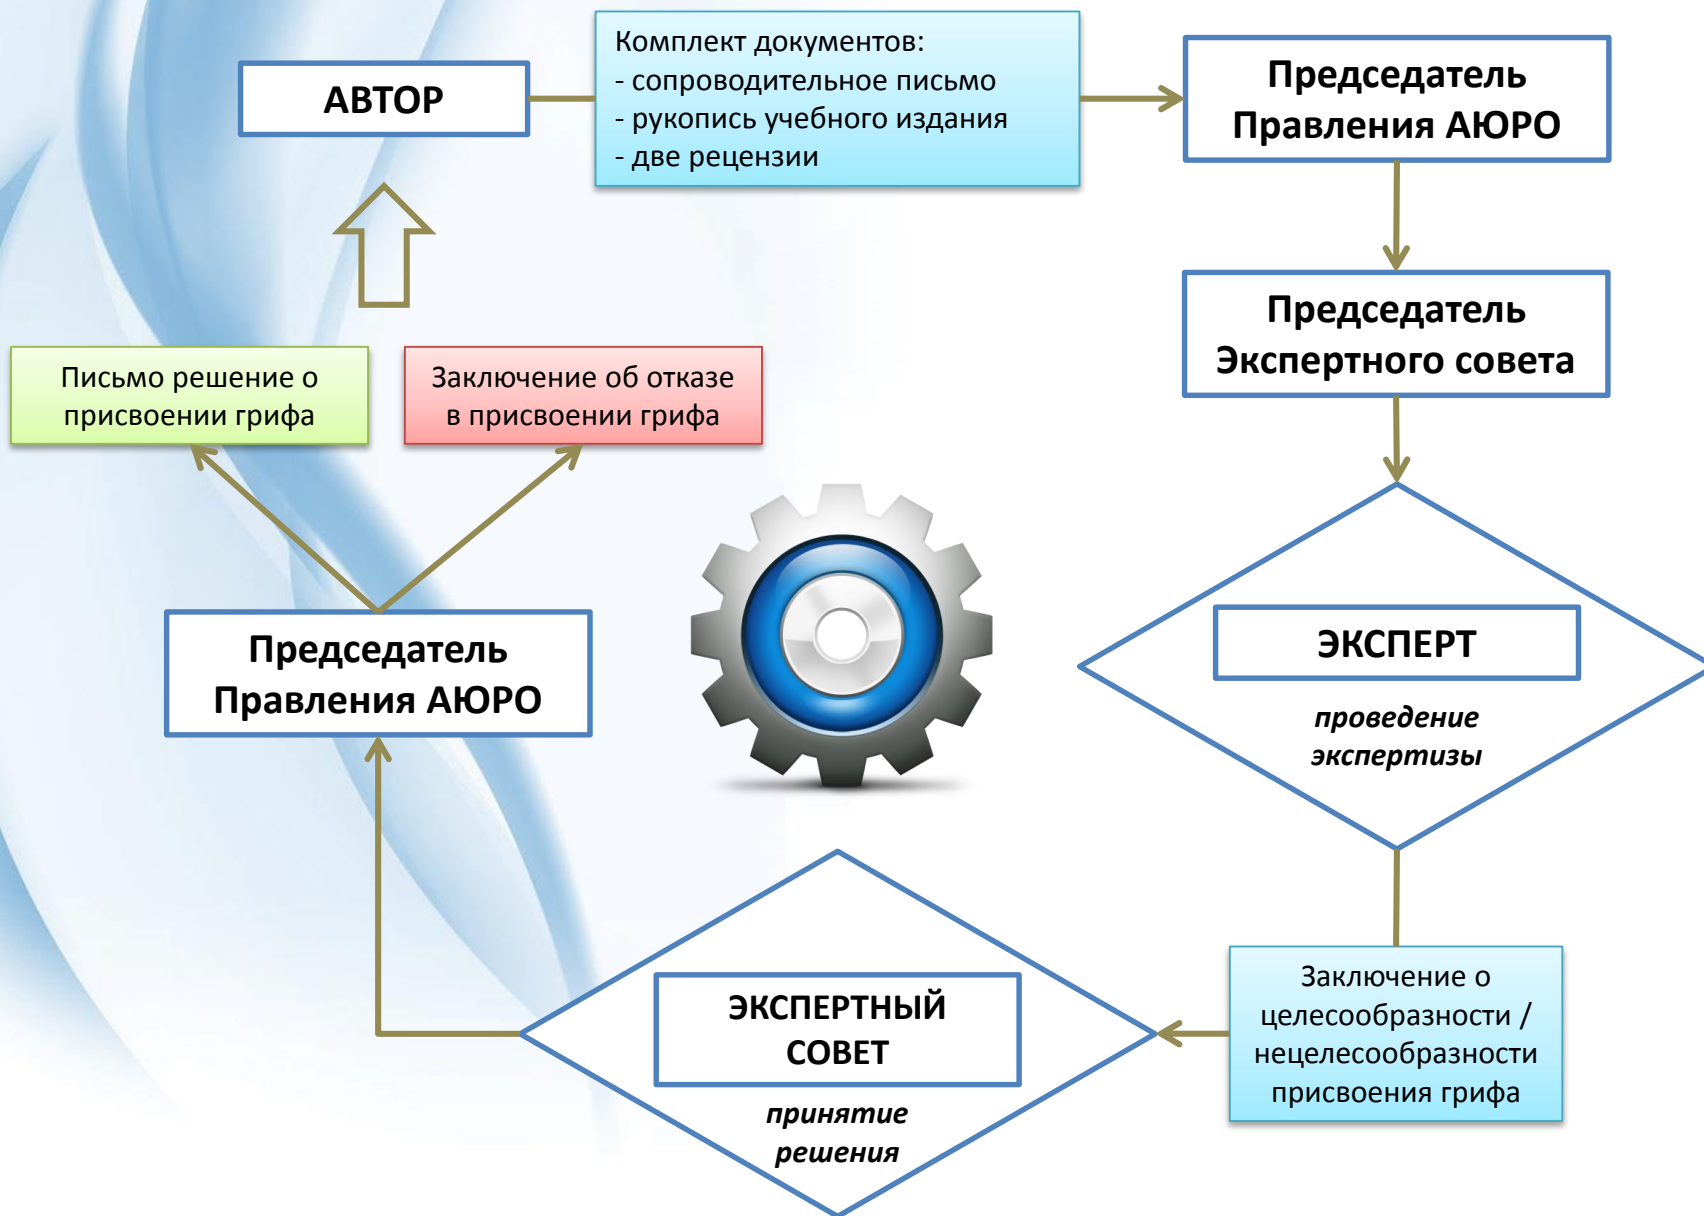 АВТОР
Комплект документов:
- сопроводительное письмо
- рукопись учебного издания
- две рецензии
Председатель
Правления АЮРО
Председатель
Экспертного совета
ЭКСПЕРТ
проведение
экспертизы
Заключение о
целесообразности /
нецелесообразности
присвоения грифа
ЭКСПЕРТНЫЙ
СОВЕТ
принятие
решения
Председатель
Правления АЮРО
Письмо решение о
присвоении грифа
Заключение об отказе
в присвоении грифа